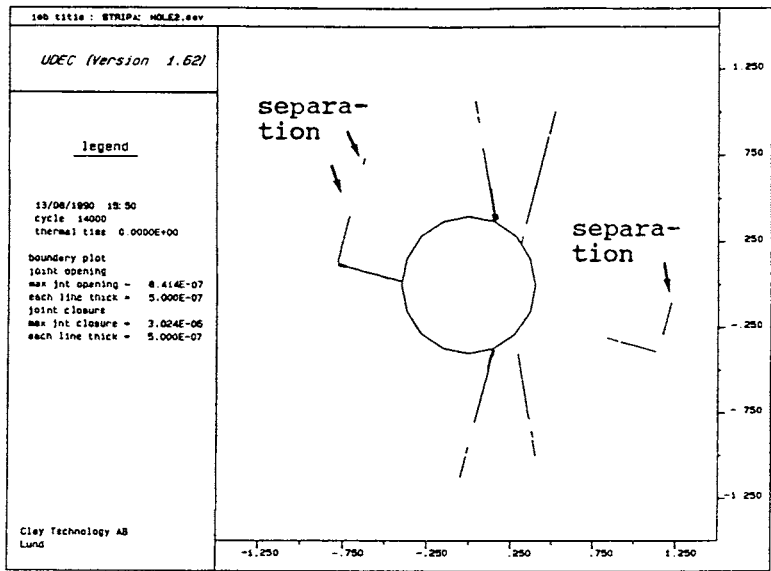 job title : STRIPA: HOLE2.sav
UDEC (Version 1.62)
legend
13/06/1990 15:50
cycle 14000
thermal time 0.0000E+00
boundary plot
joint opening
max jnt opening = 8.414E-07
each line thick = 5.000E-07
joint closure
max jnt closure = 3.024E-06
each line thick = 5.000E-07
Clay Technology AB
Lund
separa-
tion
separa-
tion
1.250
.750
.250
-.250
-.750
-1.250
-1.250 -.750 -.250 .250 .750 1.250